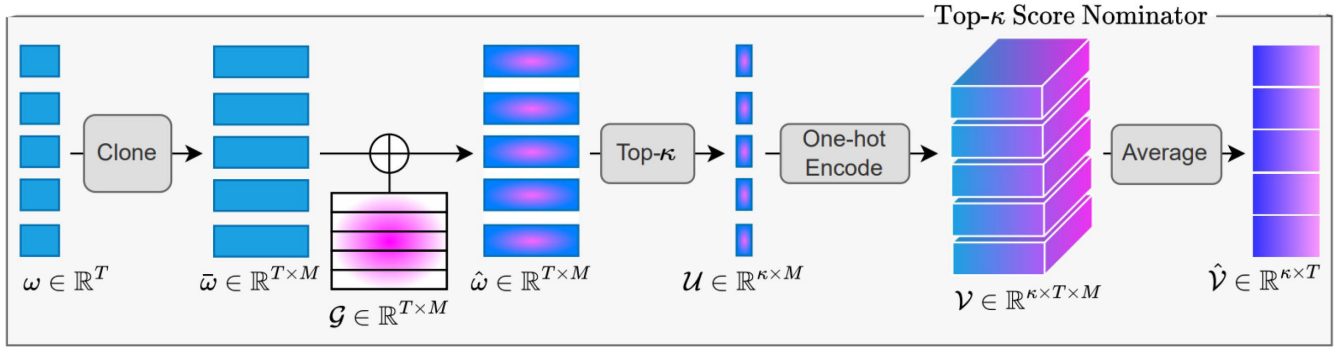 Top-κ Score Nominator
Clone
Top-κ
One-hot
Encode
Average
ω ∈ ℝ^T
ω̄ ∈ ℝ^{T×M}
𝒢 ∈ ℝ^{T×M}
ω̂ ∈ ℝ^{T×M}
𝒰 ∈ ℝ^{κ×M}
𝒱 ∈ ℝ^{κ×T×M}
𝒱̂ ∈ ℝ^{κ×T}